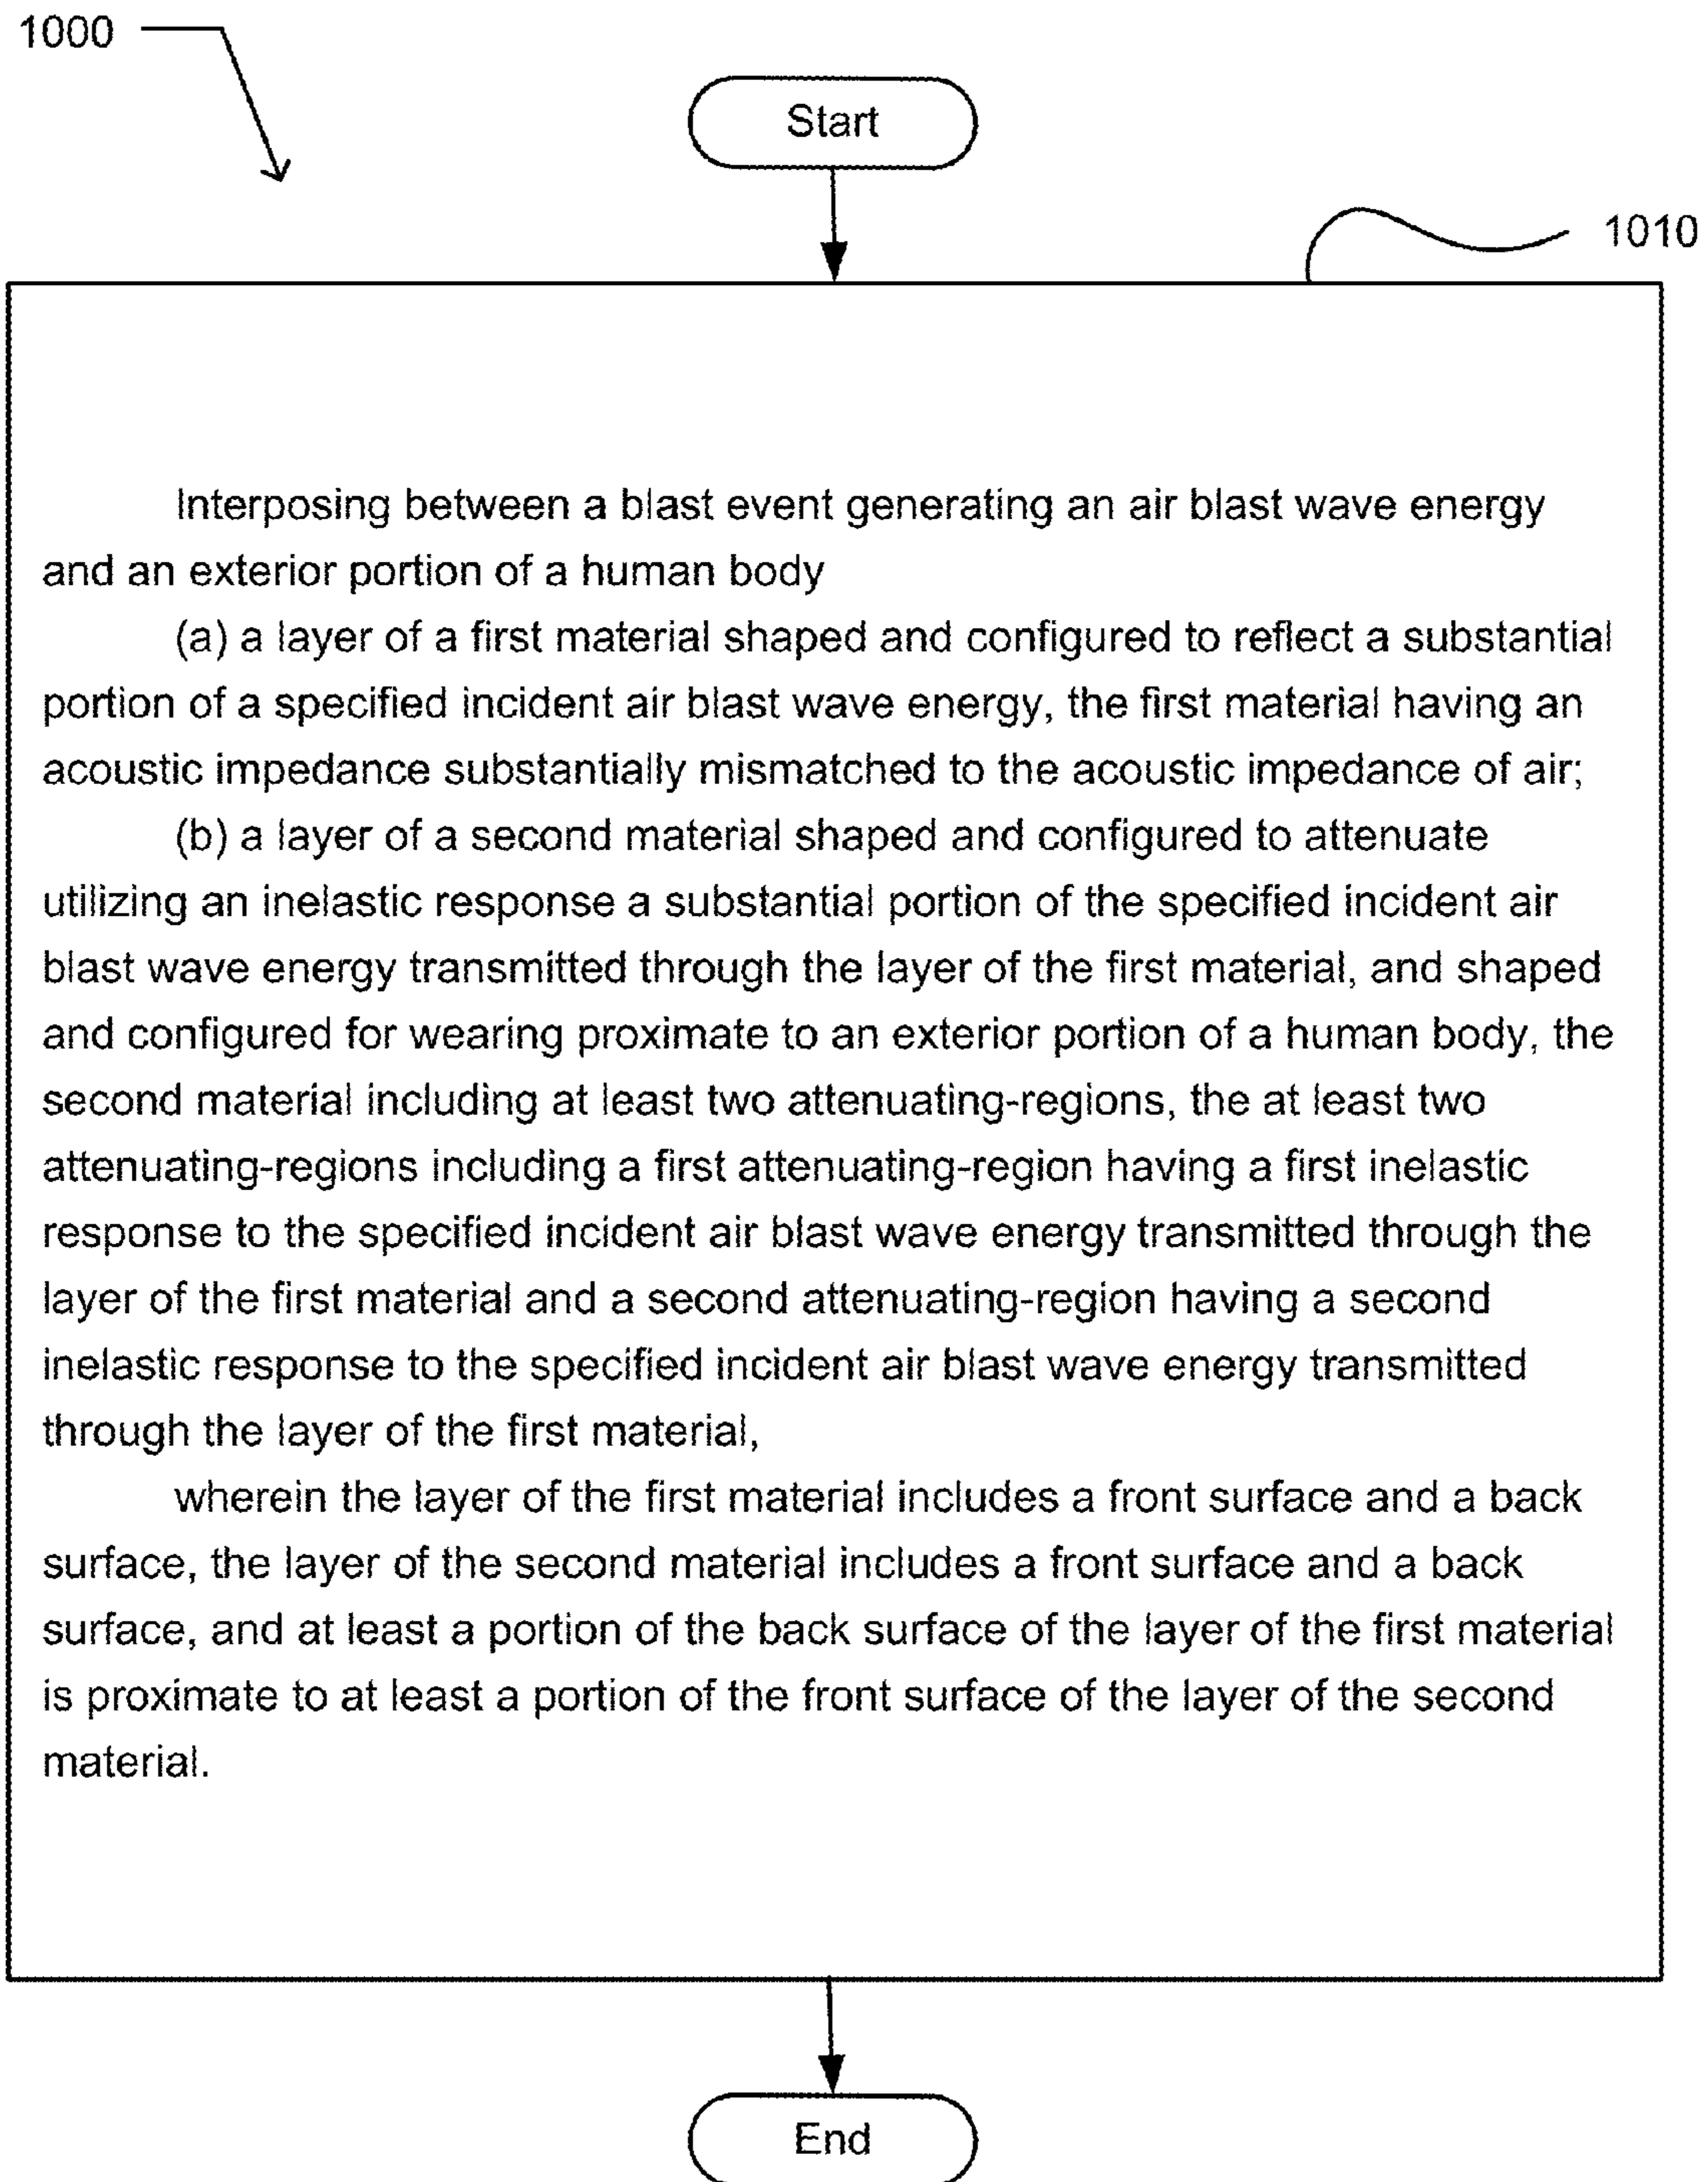 1000
Start
1010
Interposing between a blast event generating an air blast wave energy
and an exterior portion of a human body
(a) a layer of a first material shaped and configured to reflect a substantial
portion of a specified incident air blast wave energy, the first material having an
acoustic impedance substantially mismatched to the acoustic impedance of air;
(b) a layer of a second material shaped and configured to attenuate
utilizing an inelastic response a substantial portion of the specified incident air
blast wave energy transmitted through the layer of the first material, and shaped
and configured for wearing proximate to an exterior portion of a human body, the
second material including at least two attenuating-regions, the at least two
attenuating-regions including a first attenuating-region having a first inelastic
response to the specified incident air blast wave energy transmitted through the
layer of the first material and a second attenuating-region having a second
inelastic response to the specified incident air blast wave energy transmitted
through the layer of the first material,
wherein the layer of the first material includes a front surface and a back
surface, the layer of the second material includes a front surface and a back
surface, and at least a portion of the back surface of the layer of the first material
is proximate to at least a portion of the front surface of the layer of the second
material.
End